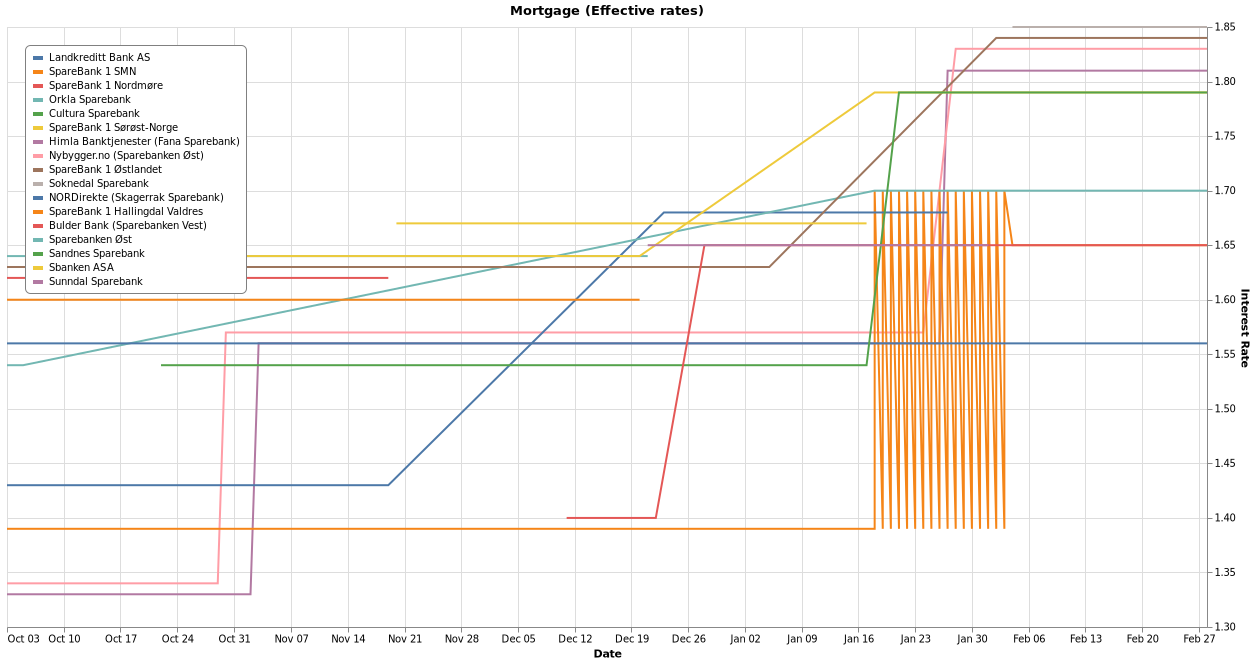 Mortgage (Effective rates)
Landkreditt Bank AS
SpareBank 1 SMN
SpareBank 1 Nordmøre
Orkla Sparebank
Cultura Sparebank
SpareBank 1 Sørøst-Norge
Himla Banktjenester (Fana Sparebank)
Nybygger.no (Sparebanken Øst)
SpareBank 1 Østlandet
Soknedal Sparebank
NORDirekte (Skagerrak Sparebank)
SpareBank 1 Hallingdal Valdres
Bulder Bank (Sparebanken Vest)
Sparebanken Øst
Sandnes Sparebank
Sbanken ASA
Sunndal Sparebank
1.85
1.80
1.75
1.70
1.65
1.60
1.55
1.50
1.45
1.40
1.35
1.30
Interest Rate
Oct 03 Oct 10 Oct 17 Oct 24 Oct 31 Nov 07 Nov 14 Nov 21 Nov 28 Dec 05 Dec 12 Dec 19 Dec 26 Jan 02 Jan 09 Jan 16 Jan 23 Jan 30 Feb 06 Feb 13 Feb 20 Feb 27
Date